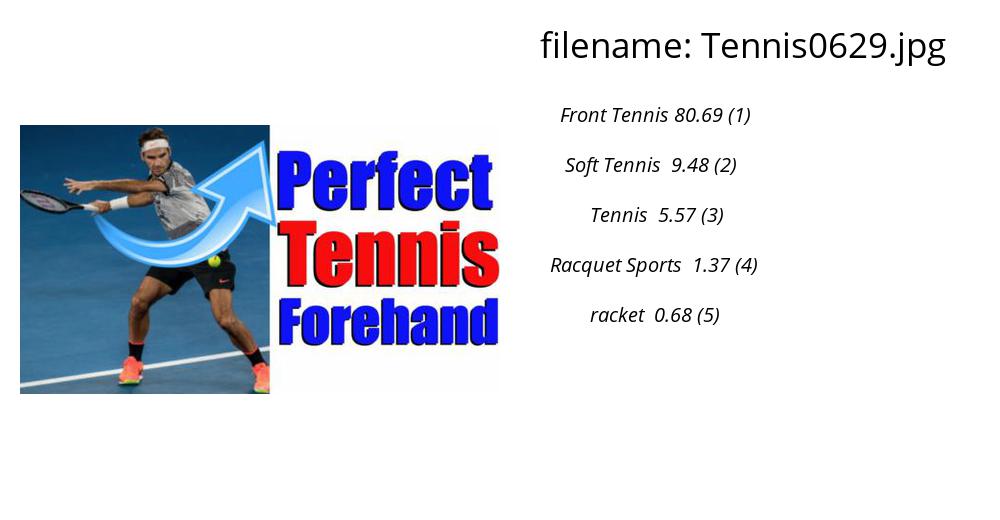 filename: Tennis0629.jpg
Front Tennis 80.69 (1)
Soft Tennis 9.48 (2)
Tennis 5.57 (3)
Racquet Sports 1.37 (4)
racket 0.68 (5)
Perfect
Tennis
Forehand